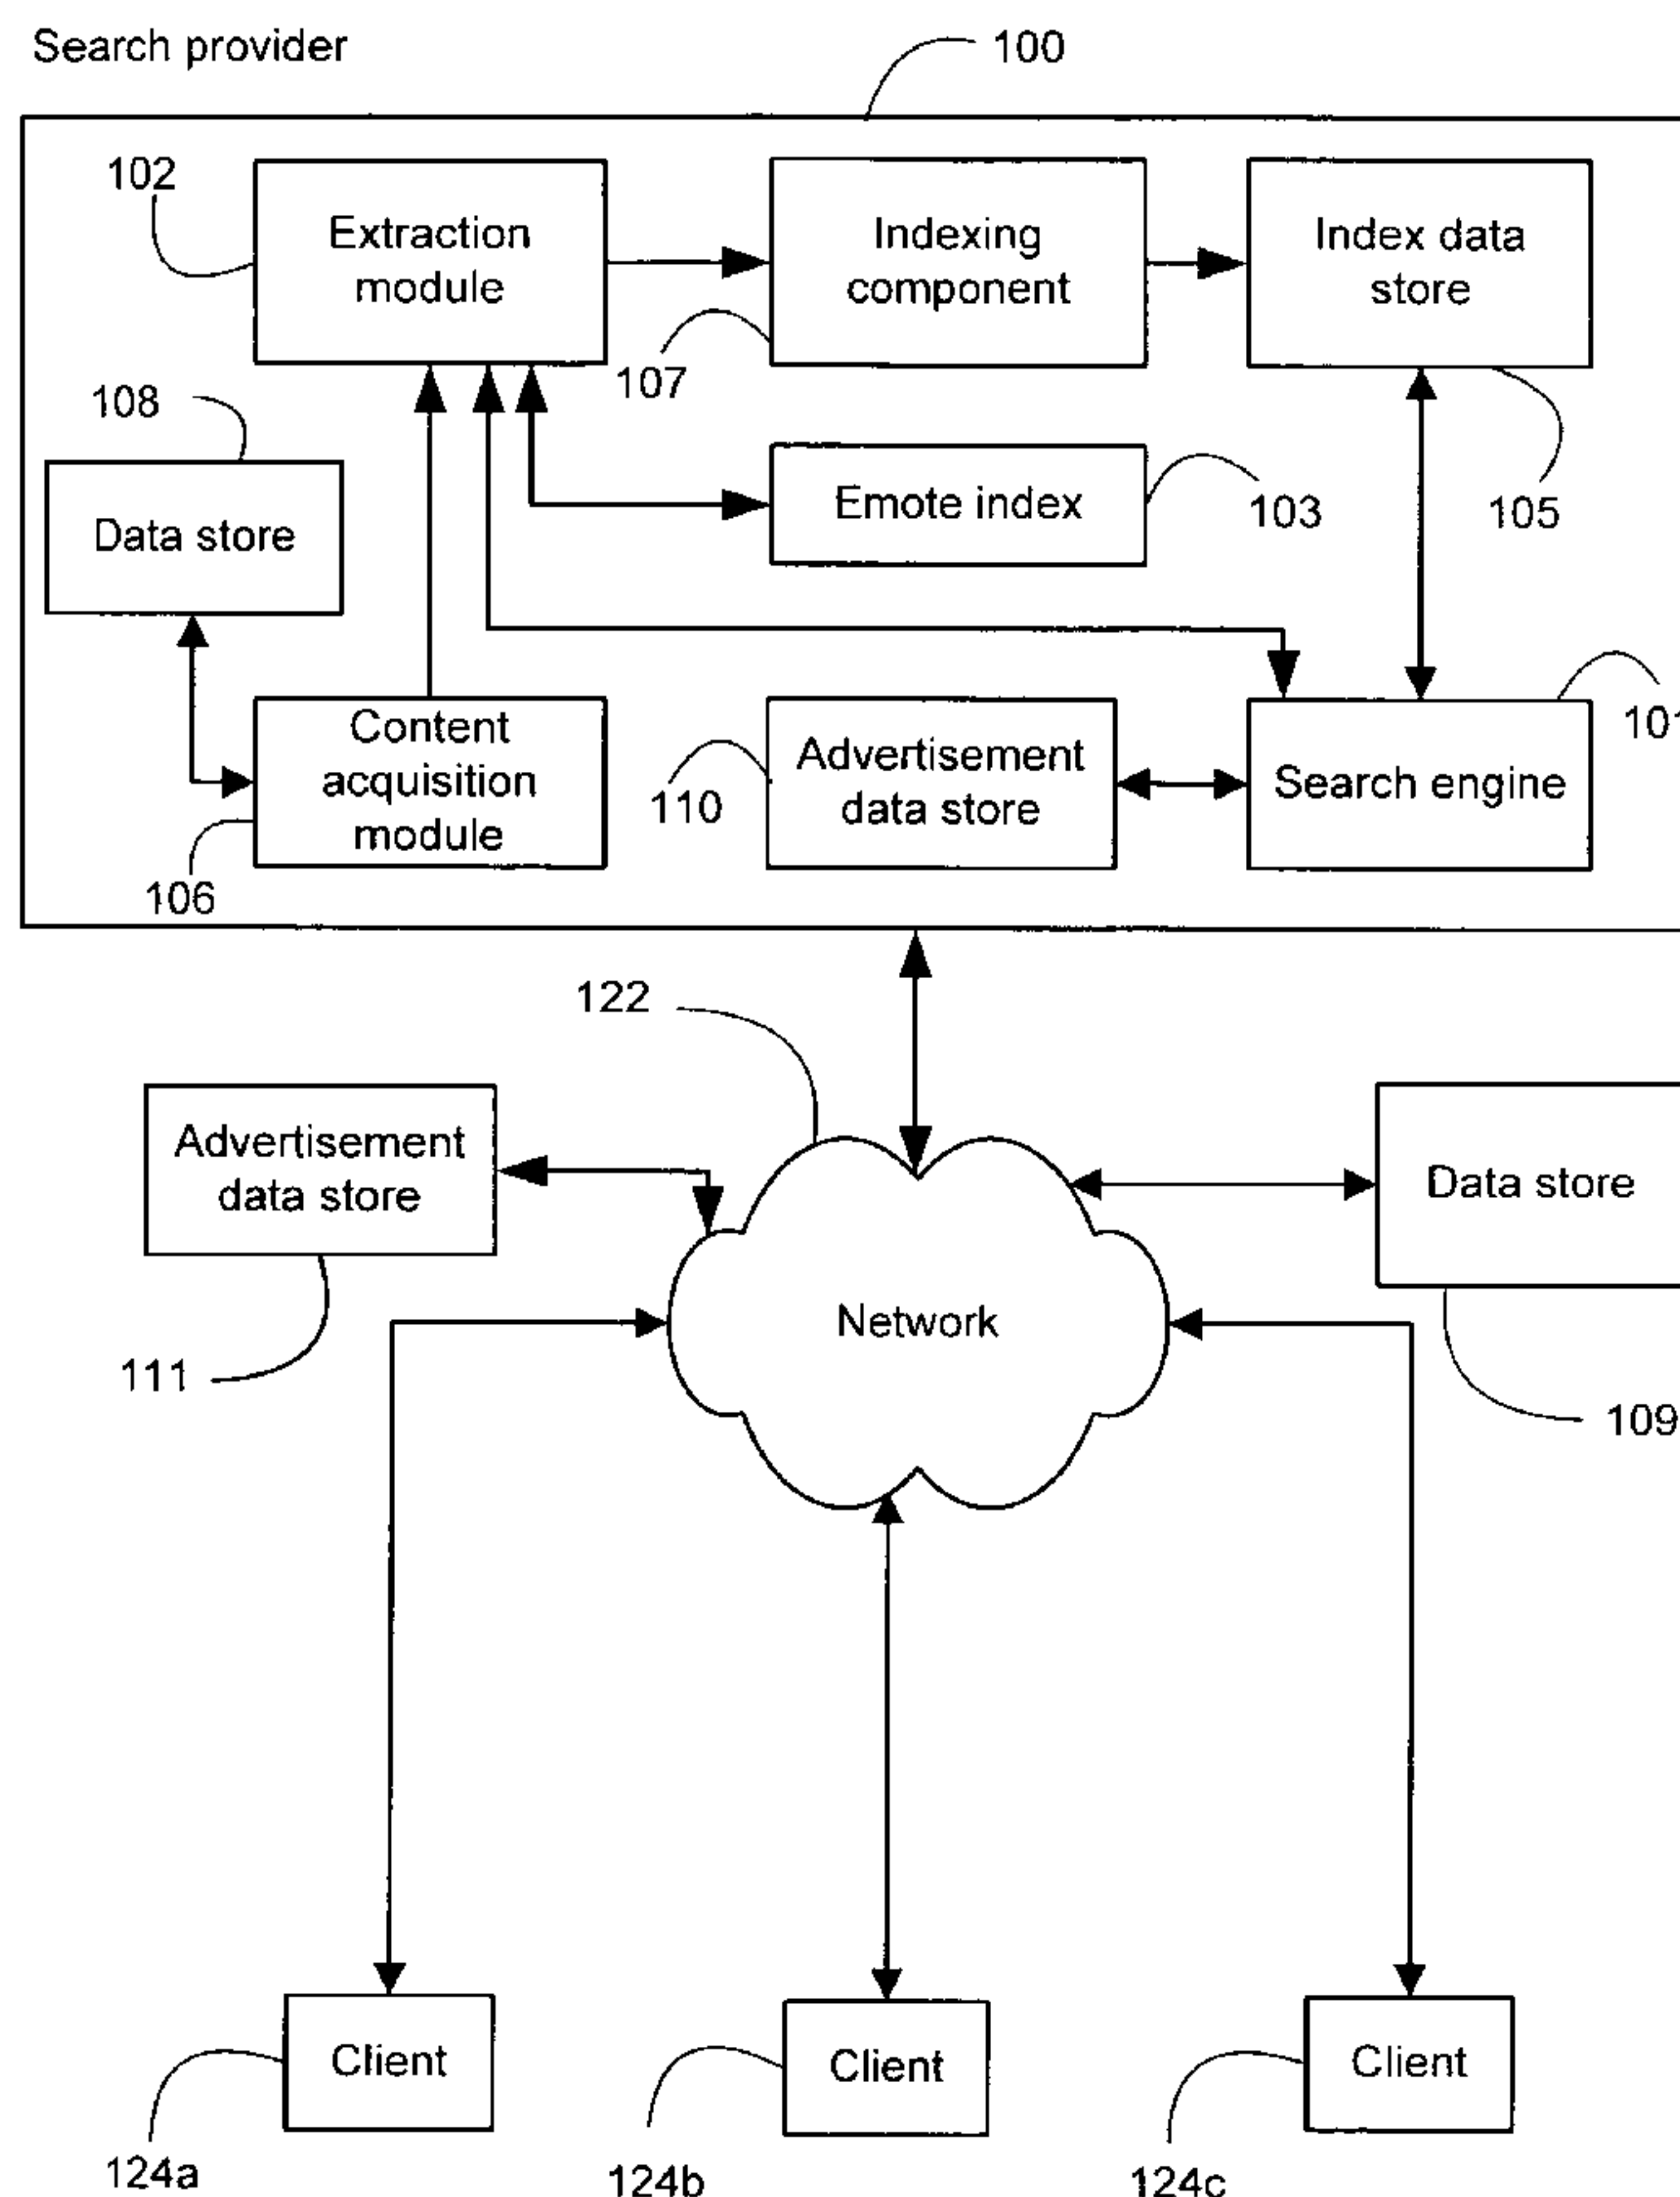 Search provider
100
102
Extraction
module
Indexing
component
Index data
store
107
108
Data store
Emote index
103
105
Content
acquisition
module
106
110
Advertisement
data store
Search engine
101
122
Advertisement
data store
Data store
Network
111
109
Client
Client
Client
124a
124b
124c